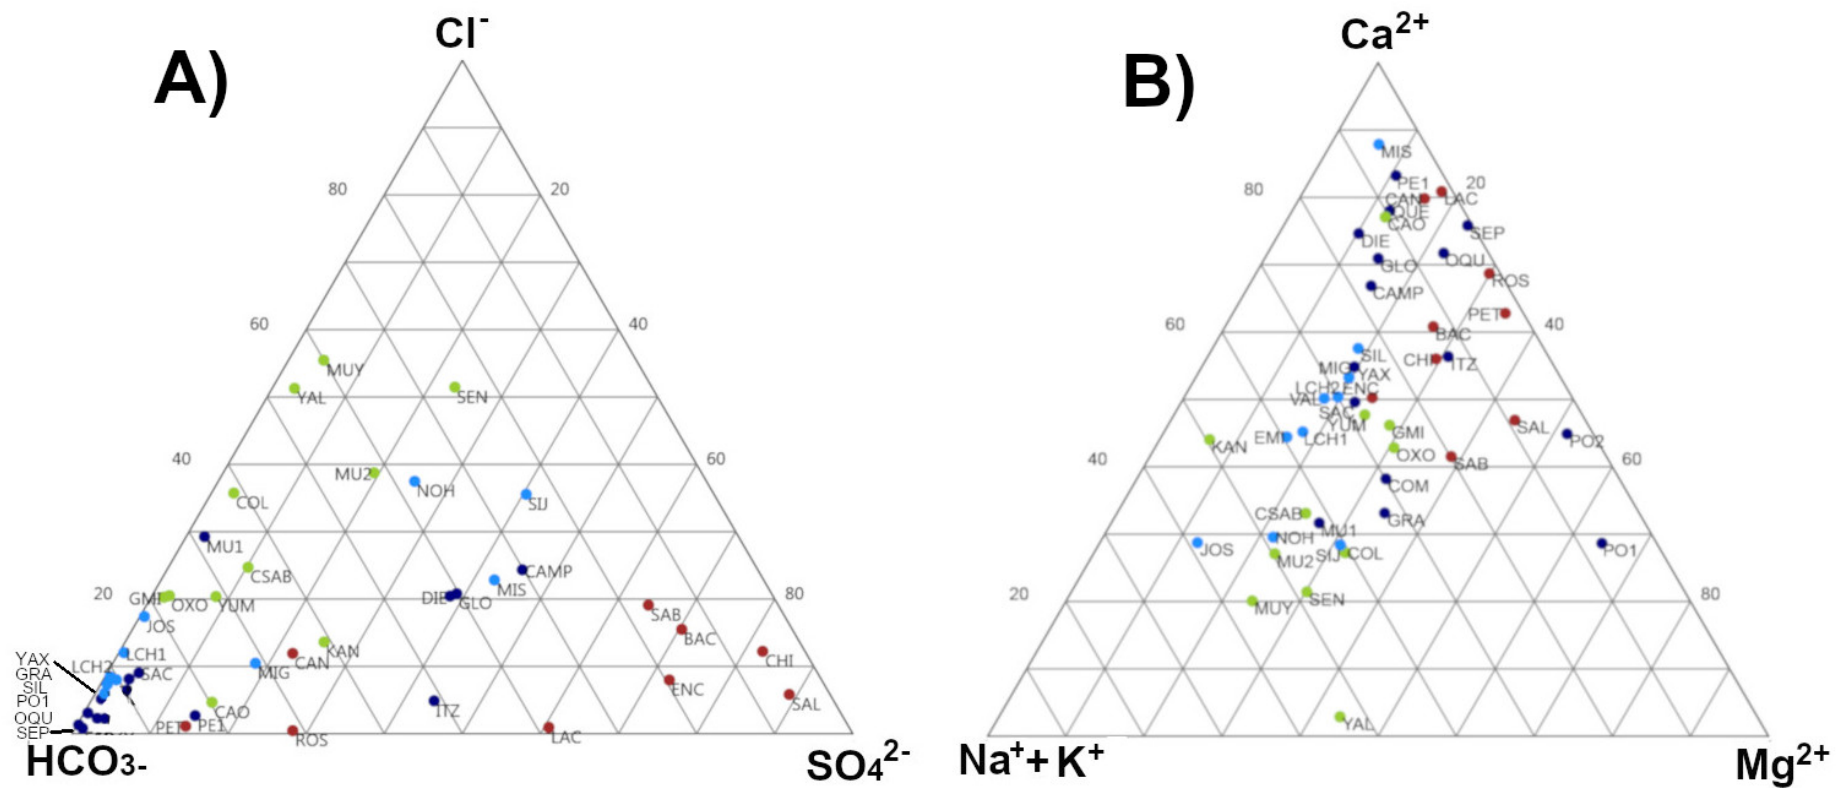 A)
Cl-
80
20
60
40
MUY
YAL
SEN
40
60
MU2
NOH
SIJ
COL
MU1
CSAB
20
80
GMI
OXO
YUM
JOS
DIE
GLO
MIS
CAMP
SAB
BAC
CHI
YAX
GRA
SIL
PO1
OQU
SEP
LCH2
LCH1
SAC
MIG
CAN
KAN
ENC
SAL
CAO
PET
PE1
ROS
ITZ
LAC
HCO3-
SO4 2-
B)
Ca2+
MIS
PE1
80
20
CAN
LAC
QUE
CAO
SEP
DIE
OQU
GLO
ROS
CAMP
PET
60
40
BAC
SIL
CHI
ITZ
MIG
YAX
LCH2
ENC
VAL
SAC
YUM
GMI
SAL
PO2
KAN
EMI
LCH1
OXO
SAB
40
60
COM
CSAB
MU1
GRA
JOS
NOH
MU2
SIJ
COL
PO1
20
80
MUY
SEN
YAL
Na++ K+
Mg2+